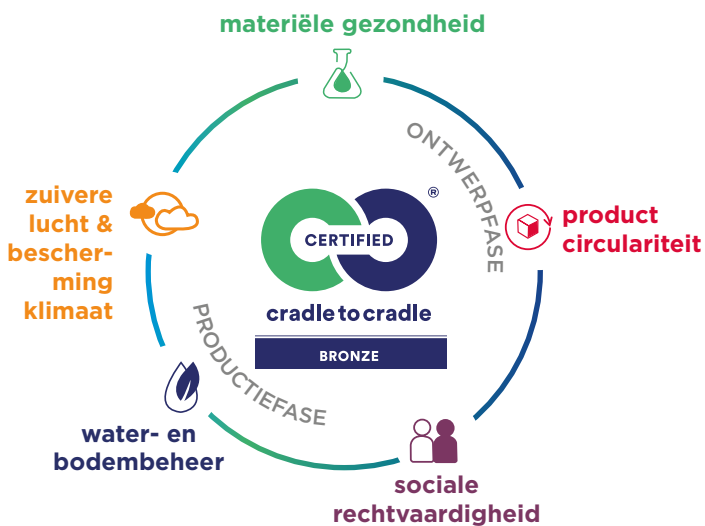 materiële gezondheid
ONTWERPFASE
product
circulariteit
zuivere
lucht &
bescher-
ming
klimaat
®
CERTIFIED
cradle to cradle
BRONZE
PRODUCTIEFASE
water- en
bodembeheer
sociale
rechtvaardigheid